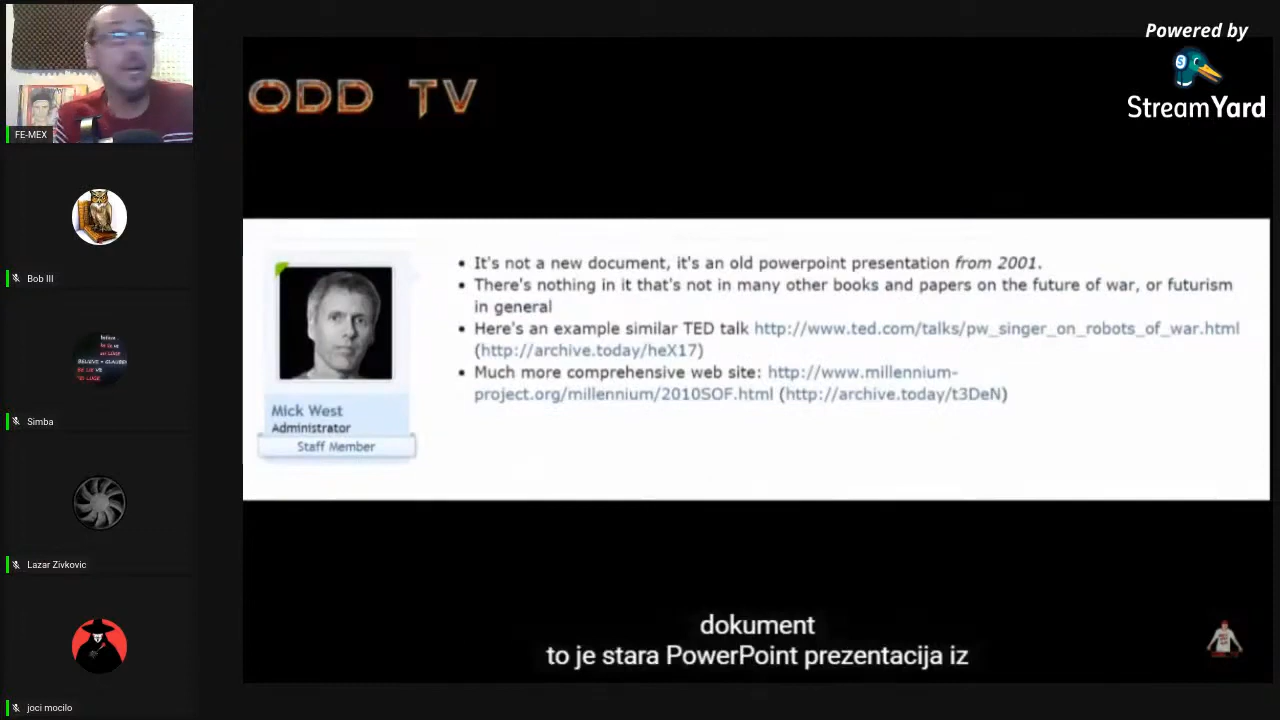 Powered by
StreamYard
FE-MEX
Bob III
Simba
Lazar Zivkovic
joci mocilo
ODD TV
It's not a new document, it's an old powerpoint presentation from 2001.
There's nothing in it that's not in many other books and papers on the future of war, or futurism
in general
Here's an example similar TED talk http://www.ted.com/talks/pw_singer_on_robots_of_war.html
(http://archive.today/heX17)
Much more comprehensive web site: http://www.millennium-
project.org/millennium/2010SOF.html (http://archive.today/t3DeN)
Mick West
Administrator
Staff Member
dokument
to je stara PowerPoint prezentacija iz